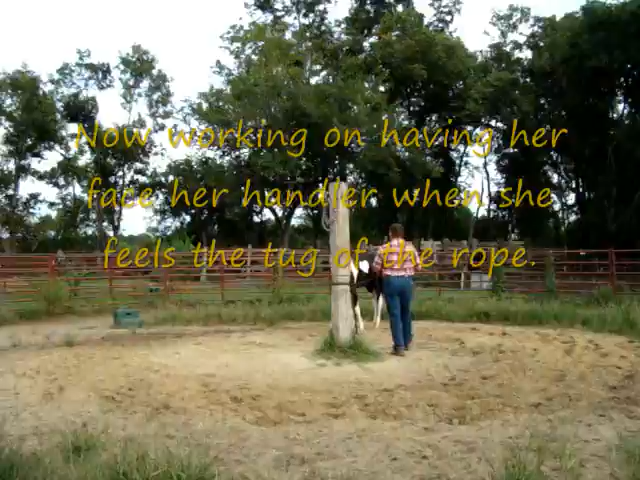 Now working on having her
face her handler when she
feels the tug of the rope.